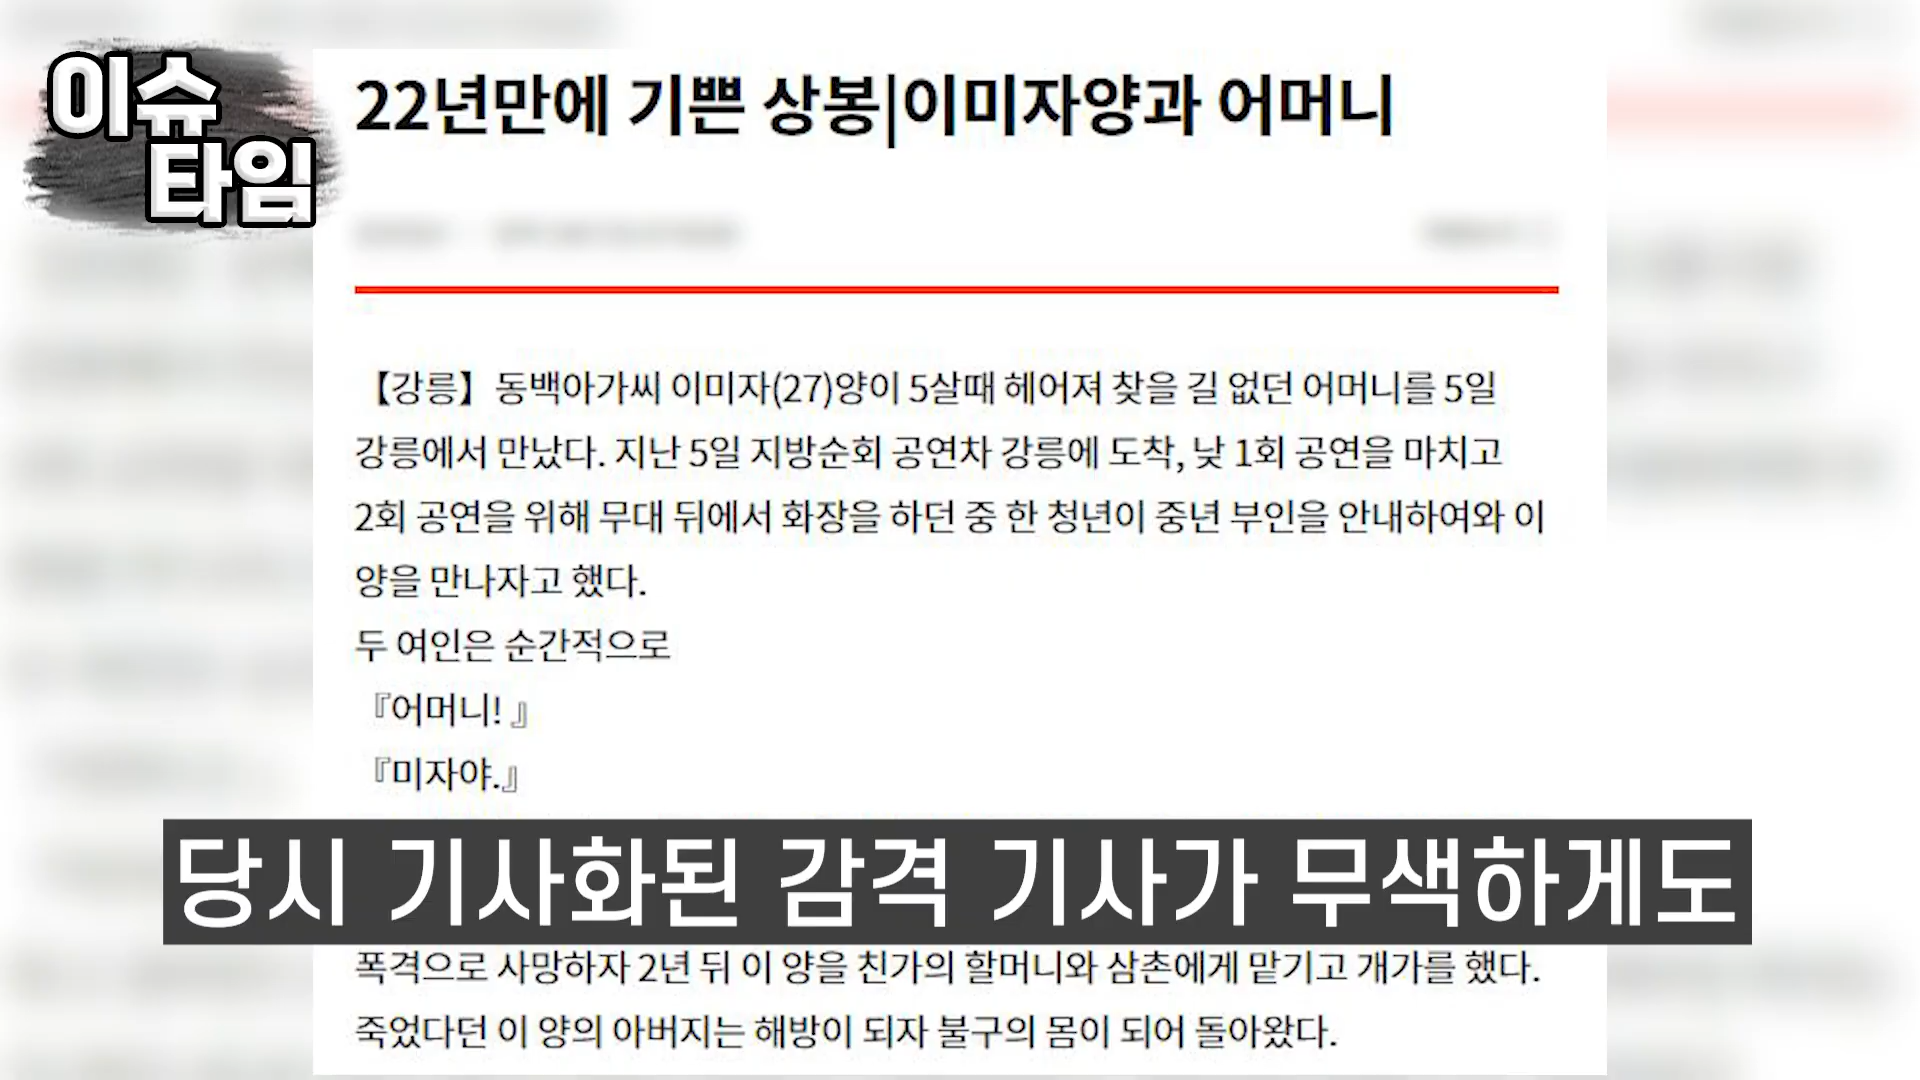 이슈
타임
22년만에 기쁜 상봉|이미자양과 어머니
【강릉】동백아가씨 이미자(27)양이 5살때 헤어져 찾을 길 없던 어머니를 5일
강릉에서 만났다. 지난 5일 지방순회 공연차 강릉에 도착, 낮 1회 공연을 마치고
2회 공연을 위해 무대 뒤에서 화장을 하던 중 한 청년이 중년 부인을 안내하여와 이
양을 만나자고 했다.
두 여인은 순간적으로
『어머니! 』
『미자야.』
당시 기사화된 감격 기사가 무색하게도
폭격으로 사망하자 2년 뒤 이 양을 친가의 할머니와 삼촌에게 맡기고 개가를 했다.
죽었다던 이 양의 아버지는 해방이 되자 불구의 몸이 되어 돌아왔다.